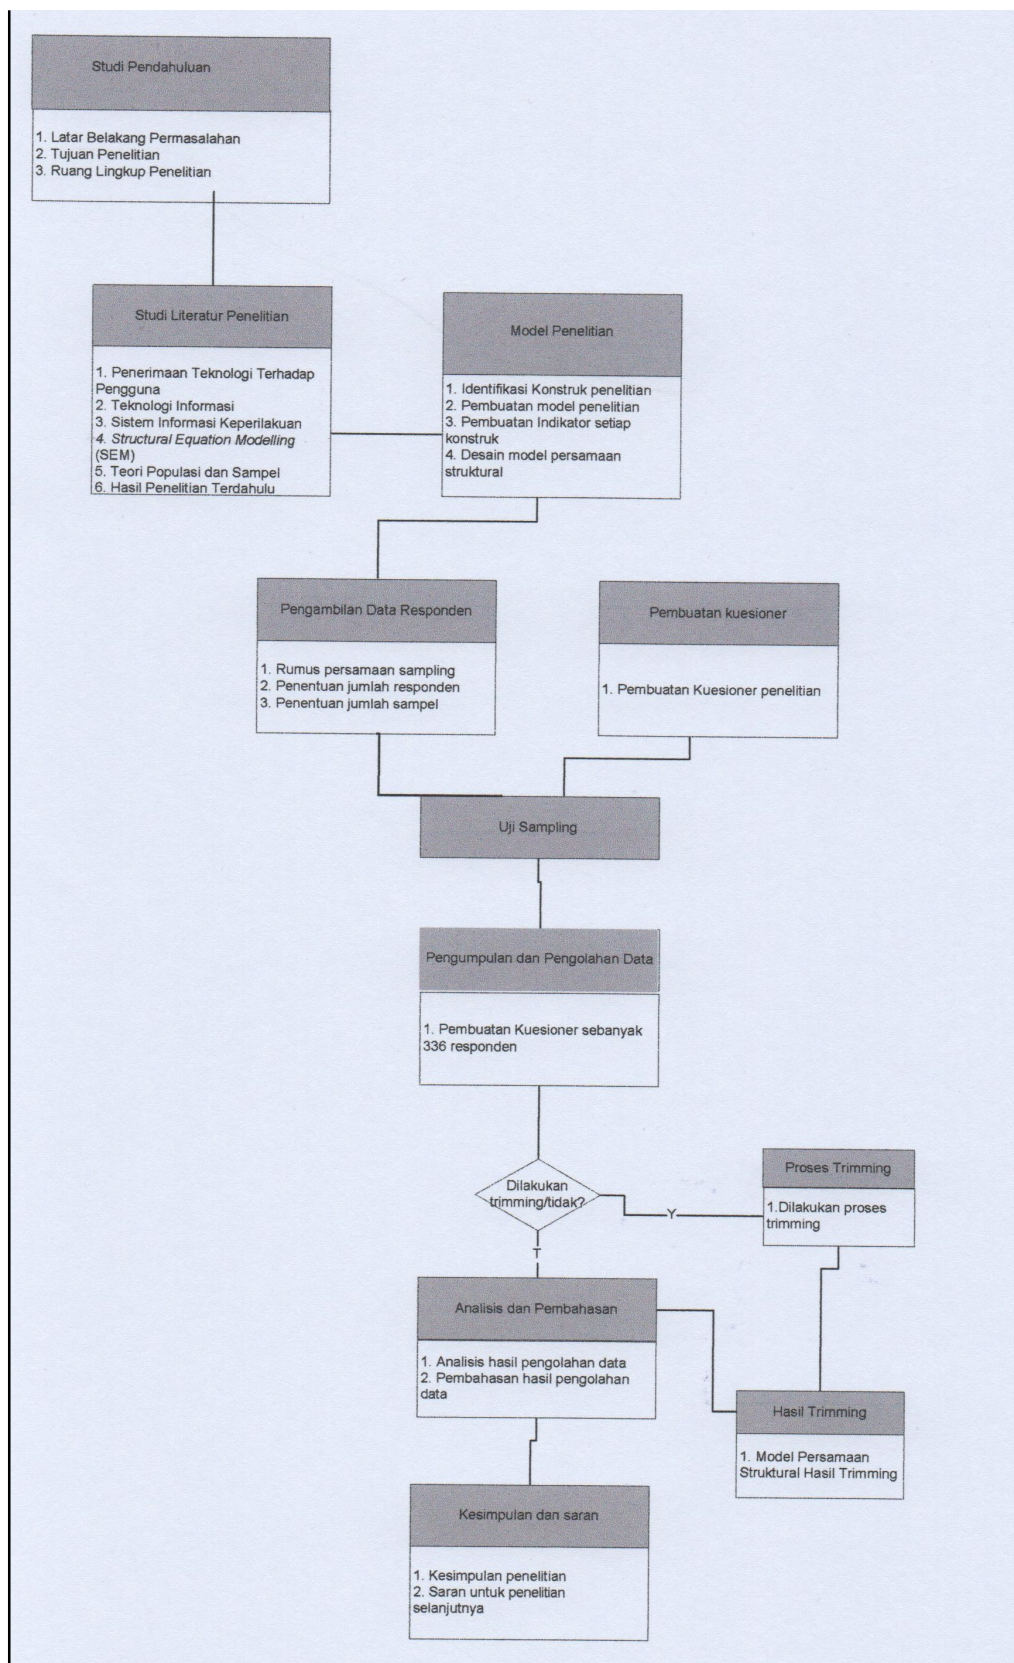 Studi Pendahuluan
1. Latar Belakang Permasalahan
2. Tujuan Penelitian
3. Ruang Lingkup Penelitian
Studi Literatur Penelitian
1. Penerimaan Teknologi Terhadap
Pengguna
2. Teknologi Informasi
3. Sistem Informasi Keperilakuan
4. Structural Equation Modelling
(SEM)
5. Teori Populasi dan Sampel
6. Hasil Penelitian Terdahulu
Model Penelitian
1. Identifikasi Konstruk penelitian
2. Pembuatan model penelitian
3. Pembuatan Indikator setiap
konstruk
4. Desain model persamaan
struktural
Pengambilan Data Responden
1. Rumus persamaan sampling
2. Penentuan jumlah responden
3. Penentuan jumlah sampel
Pembuatan kuesioner
1. Pembuatan Kuesioner penelitian
Uji Sampling
Pengumpulan dan Pengolahan Data
1. Pembuatan Kuesioner sebanyak
336 responden
Dilakukan
trimming/tidak?
Y
T
Proses Trimming
1.Dilakukan proses
trimming
Analisis dan Pembahasan
1. Analisis hasil pengolahan data
2. Pembahasan hasil pengolahan
data
Hasil Trimming
1. Model Persamaan
Struktural Hasil Trimming
Kesimpulan dan saran
1. Kesimpulan penelitian
2. Saran untuk penelitian
selanjutnya